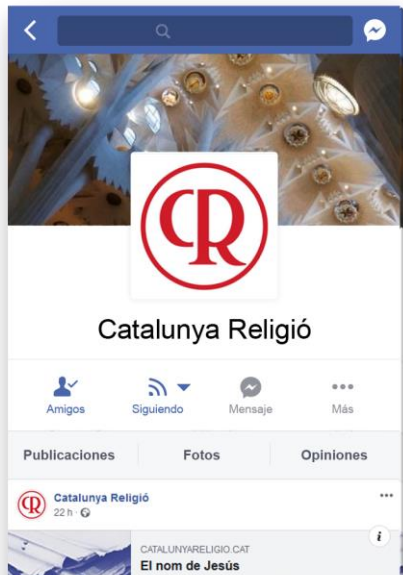 CR
Catalunya Religió
Amigos
Siguiendo
Mensaje
Más
Publicaciones
Fotos
Opiniones
CR
Catalunya Religió
22 h ·
i
CATALUNYARELIGIO.CAT
El nom de Jesús